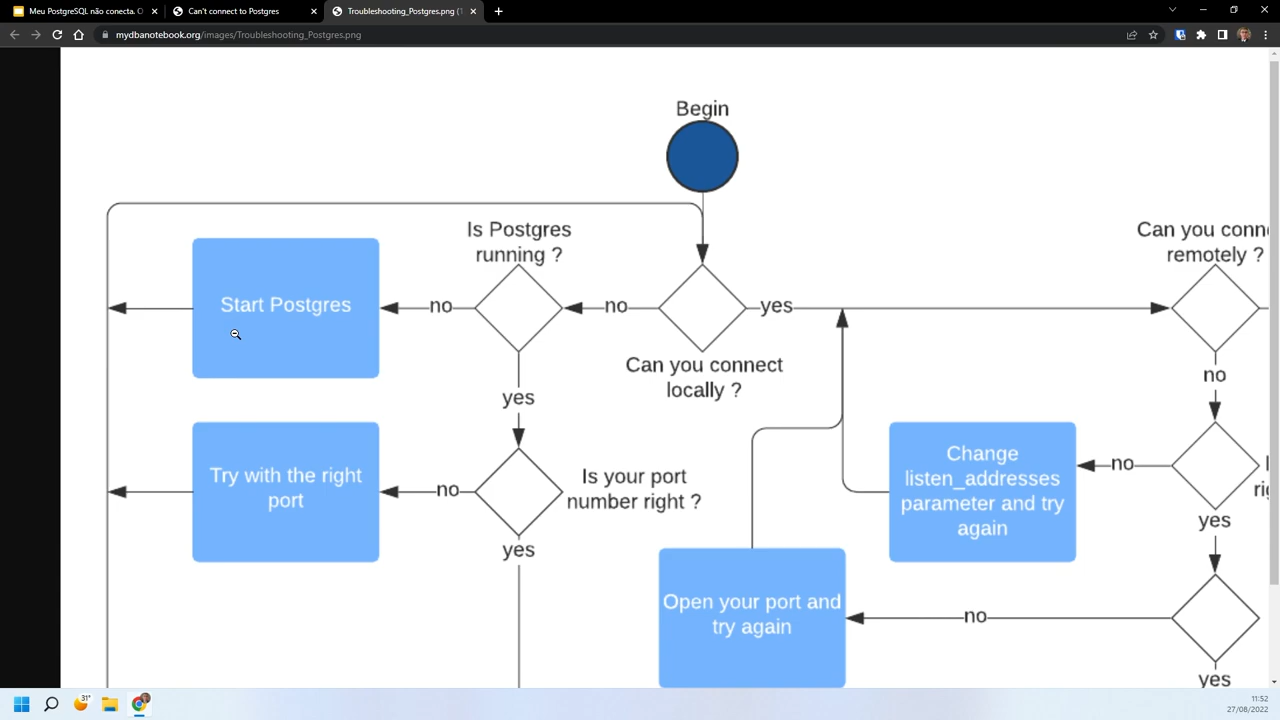 Meu PostgreSQL não conecta.
Can't connect to Postgres
Troubleshooting_Postgres.png (1
mydbanotebook.org/images/Troubleshooting_Postgres.png
Begin
Is Postgres
running ?
Can you conn
remotely ?
Start Postgres
no
no
yes
Can you connect
locally ?
no
yes
Try with the right
port
no
Is your port
number right ?
Change
listen_addresses
parameter and try
again
no
yes
yes
Open your port and
try again
no
yes
31°
11:52
27/08/2022